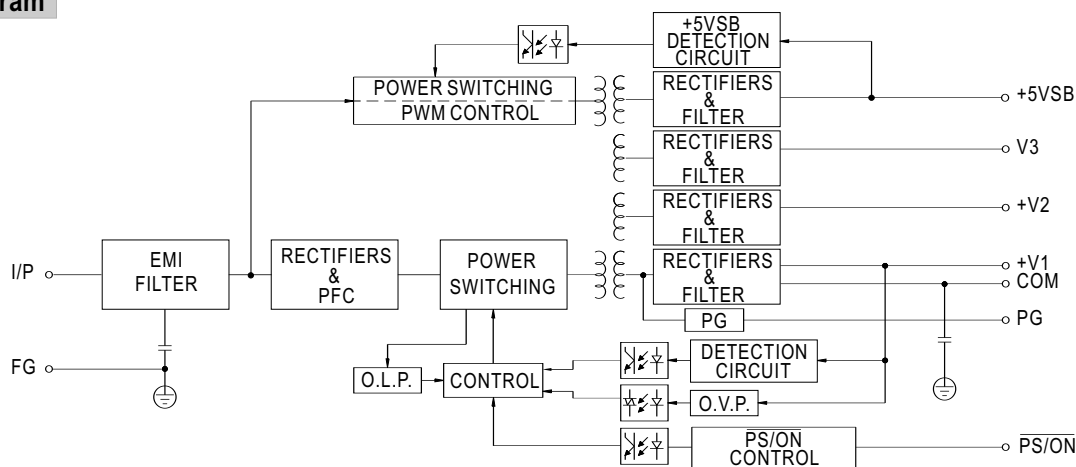 ram
+5VSB
DETECTION
CIRCUIT
POWER SWITCHING
PWM CONTROL
RECTIFIERS
&
FILTER
+5VSB
RECTIFIERS
&
FILTER
V3
RECTIFIERS
&
FILTER
+V2
I/P
EMI
FILTER
RECTIFIERS
&
PFC
POWER
SWITCHING
RECTIFIERS
&
FILTER
+V1
COM
PG
PG
FG
O.L.P.
CONTROL
DETECTION
CIRCUIT
O.V.P.
PS/ON
CONTROL
PS/ON